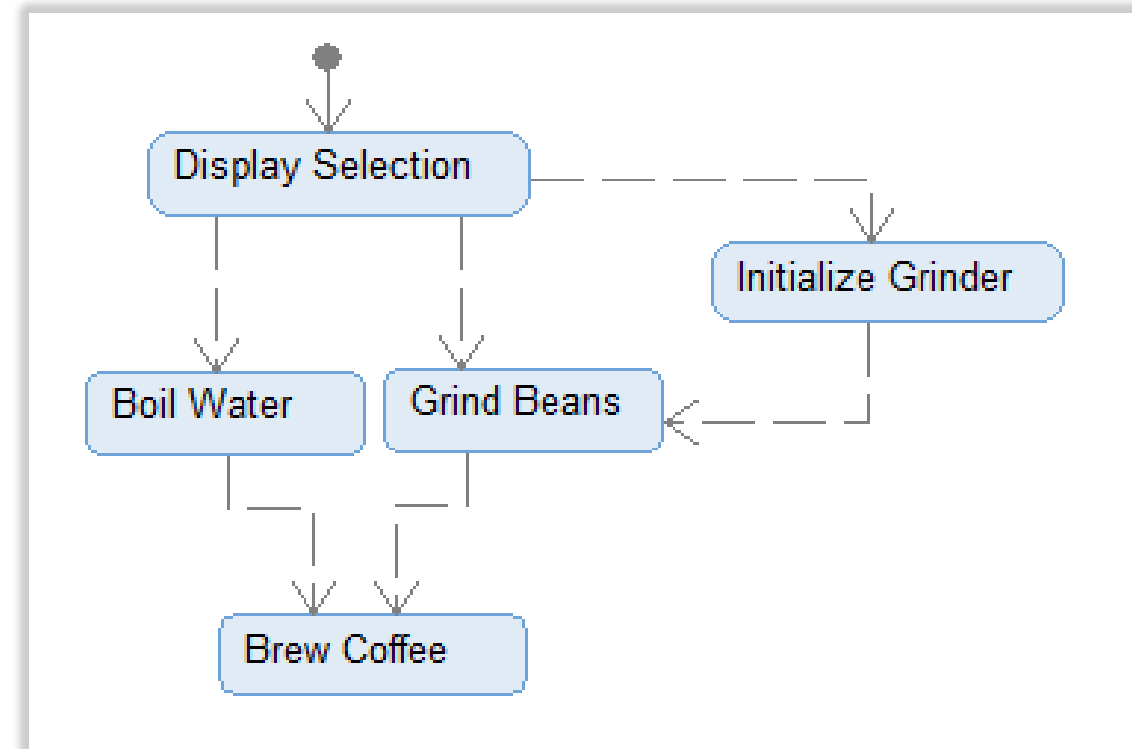 Display Selection
Initialize Grinder
Boil Water
Grind Beans
Brew Coffee